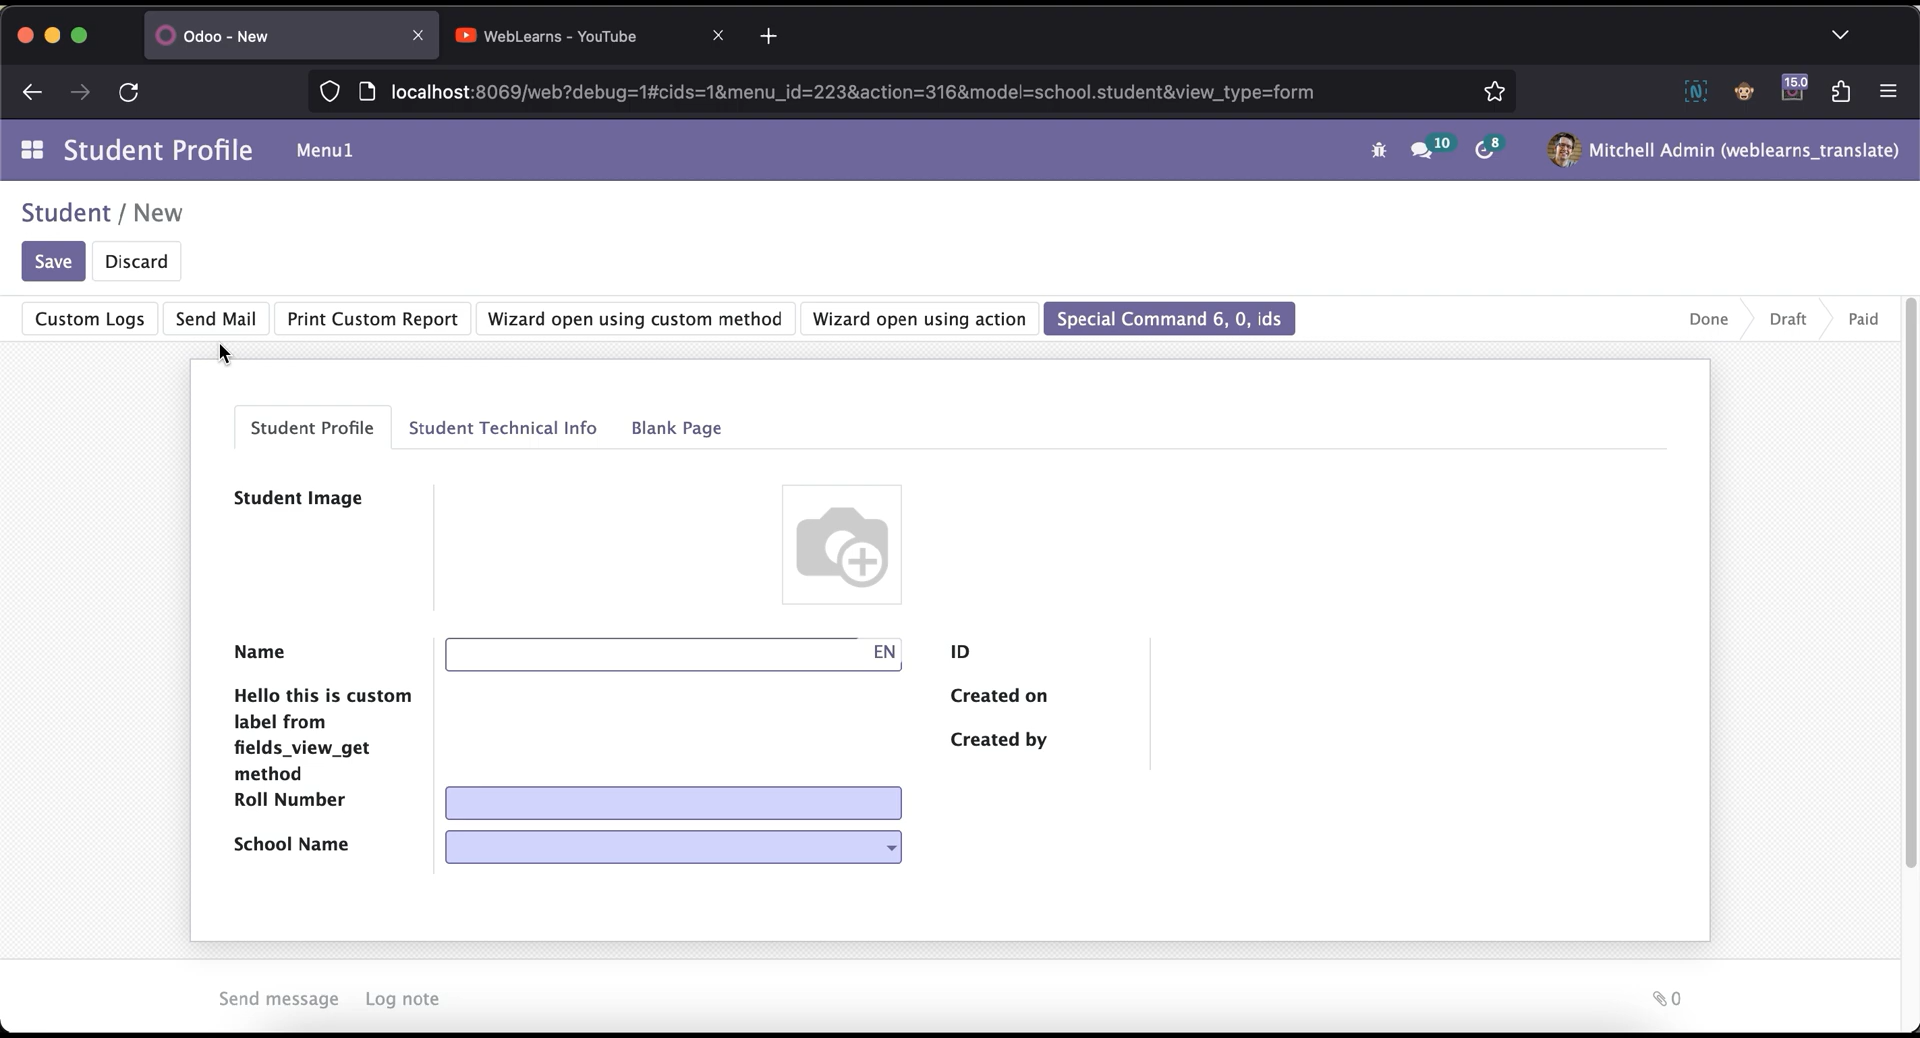 Odoo - New
WebLearns - YouTube
localhost:8069/web?debug=1#cids=1&menu_id=223&action=316&model=school.student&view_type=form
15.0
Student Profile
Menu1
10
8
Mitchell Admin (weblearns_translate)
Student / New
Save
Discard
Custom Logs
Send Mail
Print Custom Report
Wizard open using custom method
Wizard open using action
Special Command 6, 0, ids
Done
Draft
Paid
Student Profile
Student Technical Info
Blank Page
Student Image
Name
EN
ID
Hello this is custom
label from
fields_view_get
method
Created on
Created by
Roll Number
School Name
Send message
Log note
0